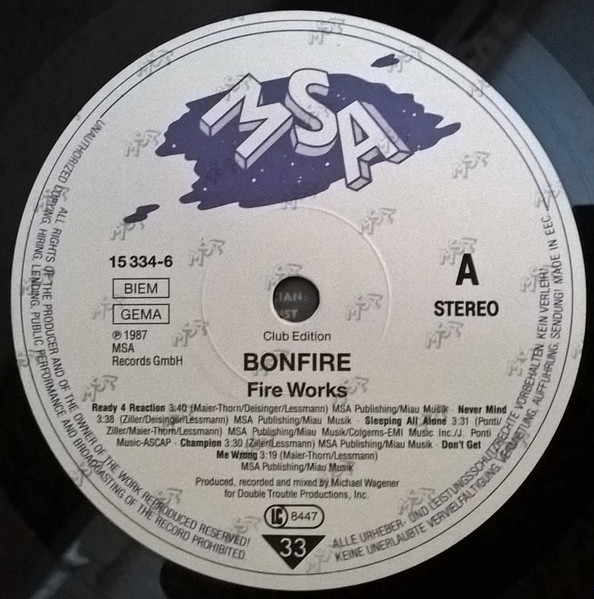 MSA
15 334-6
BIEM
GEMA
℗ 1987
MSA
Records GmbH
A
STEREO
Club Edition
BONFIRE
Fire Works
Ready 4 Reaction 3:40 (Maier-Thorn/Deisinger/Lessmann) MSA Publishing/Miau Musik · Never Mind
3:38 (Ziller/Deisinger/Lessmann) MSA Publishing/Miau Musik · Sleeping All Alone 3:31 (Ponti/
Ziller/Maier-Thorn/Lessmann) MSA Publishing/Miau Musik/Colgems-EMI Music Inc./J. Ponti
Music-ASCAP · Champion 3:30 (Ziller/Lessmann) MSA Publishing/Miau Musik · Don't Get
Me Wrong 3:19 (Maier-Thorn/Lessmann)
MSA Publishing/Miau Musik
Produced, recorded and mixed by Michael Wagener
for Double Trouble Productions, Inc.
LC 8447
33
ALL RIGHTS OF THE PRODUCER AND OF THE OWNER OF THE WORK REPRODUCED RESERVED!
UNAUTHORIZED COPYING, HIRING, LENDING, PUBLIC PERFORMANCE AND BROADCASTING OF THE RECORD PROHIBITED.
ALLE URHEBER- UND LEISTUNGSSCHUTZRECHTE VORBEHALTEN. KEIN VERLEIH!
KEINE UNERLAUBTE VERVIELFÄLTIGUNG, VERMIETUNG, AUFFÜHRUNG, SENDUNG! MADE IN EEC